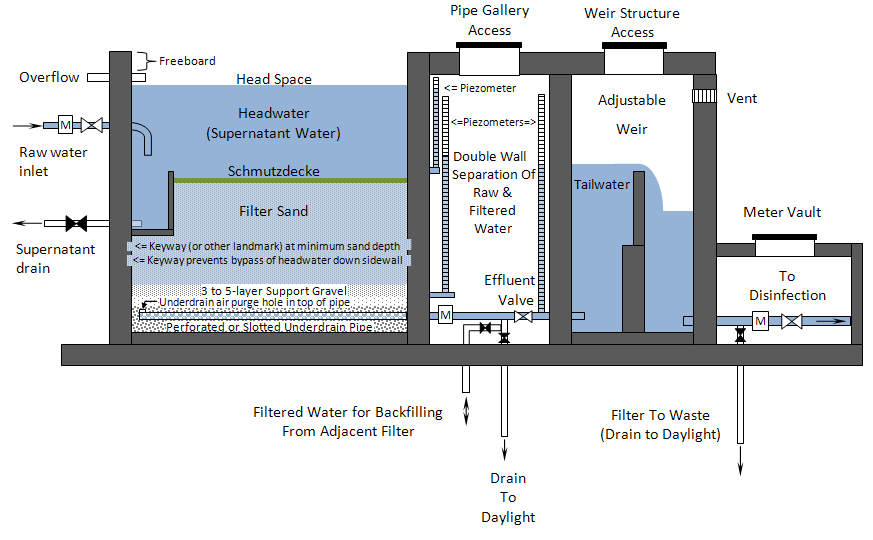 Pipe Gallery
Access
Weir Structure
Access
Freeboard
Overflow
Head Space
<= Piezometer
Headwater
(Supernatant Water)
Adjustable
Weir
Vent
M
<=Piezometers=>
Raw water
inlet
Double Wall
Separation Of
Raw &
Filtered
Water
Schmutzdecke
Tailwater
Filter Sand
Meter Vault
Supernatant
drain
<= Keyway (or other landmark) at minimum sand depth
<= Keyway prevents bypass of headwater down sidewall
To
Disinfection
Effluent
Valve
3 to 5-layer Support Gravel
Underdrain air purge hole in top of pipe
M
M
Perforated or Slotted Underdrain Pipe
Filtered Water for Backfilling
From Adjacent Filter
Filter To Waste
(Drain to Daylight)
Drain
To
Daylight